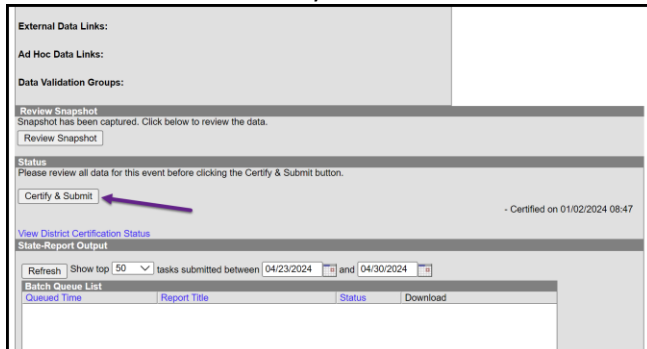 External Data Links:
Ad Hoc Data Links:
Data Validation Groups:
Review Snapshot
Snapshot has been captured. Click below to review the data.
Review Snapshot
Status
Please review all data for this event before clicking the Certify & Submit button.
Certify & Submit
- Certified on 01/02/2024 08:47
View District Certification Status
State-Report Output
Refresh Show top 50 tasks submitted between 04/23/2024 and 04/30/2024
Batch Queue List
Queued Time Report Title Status Download